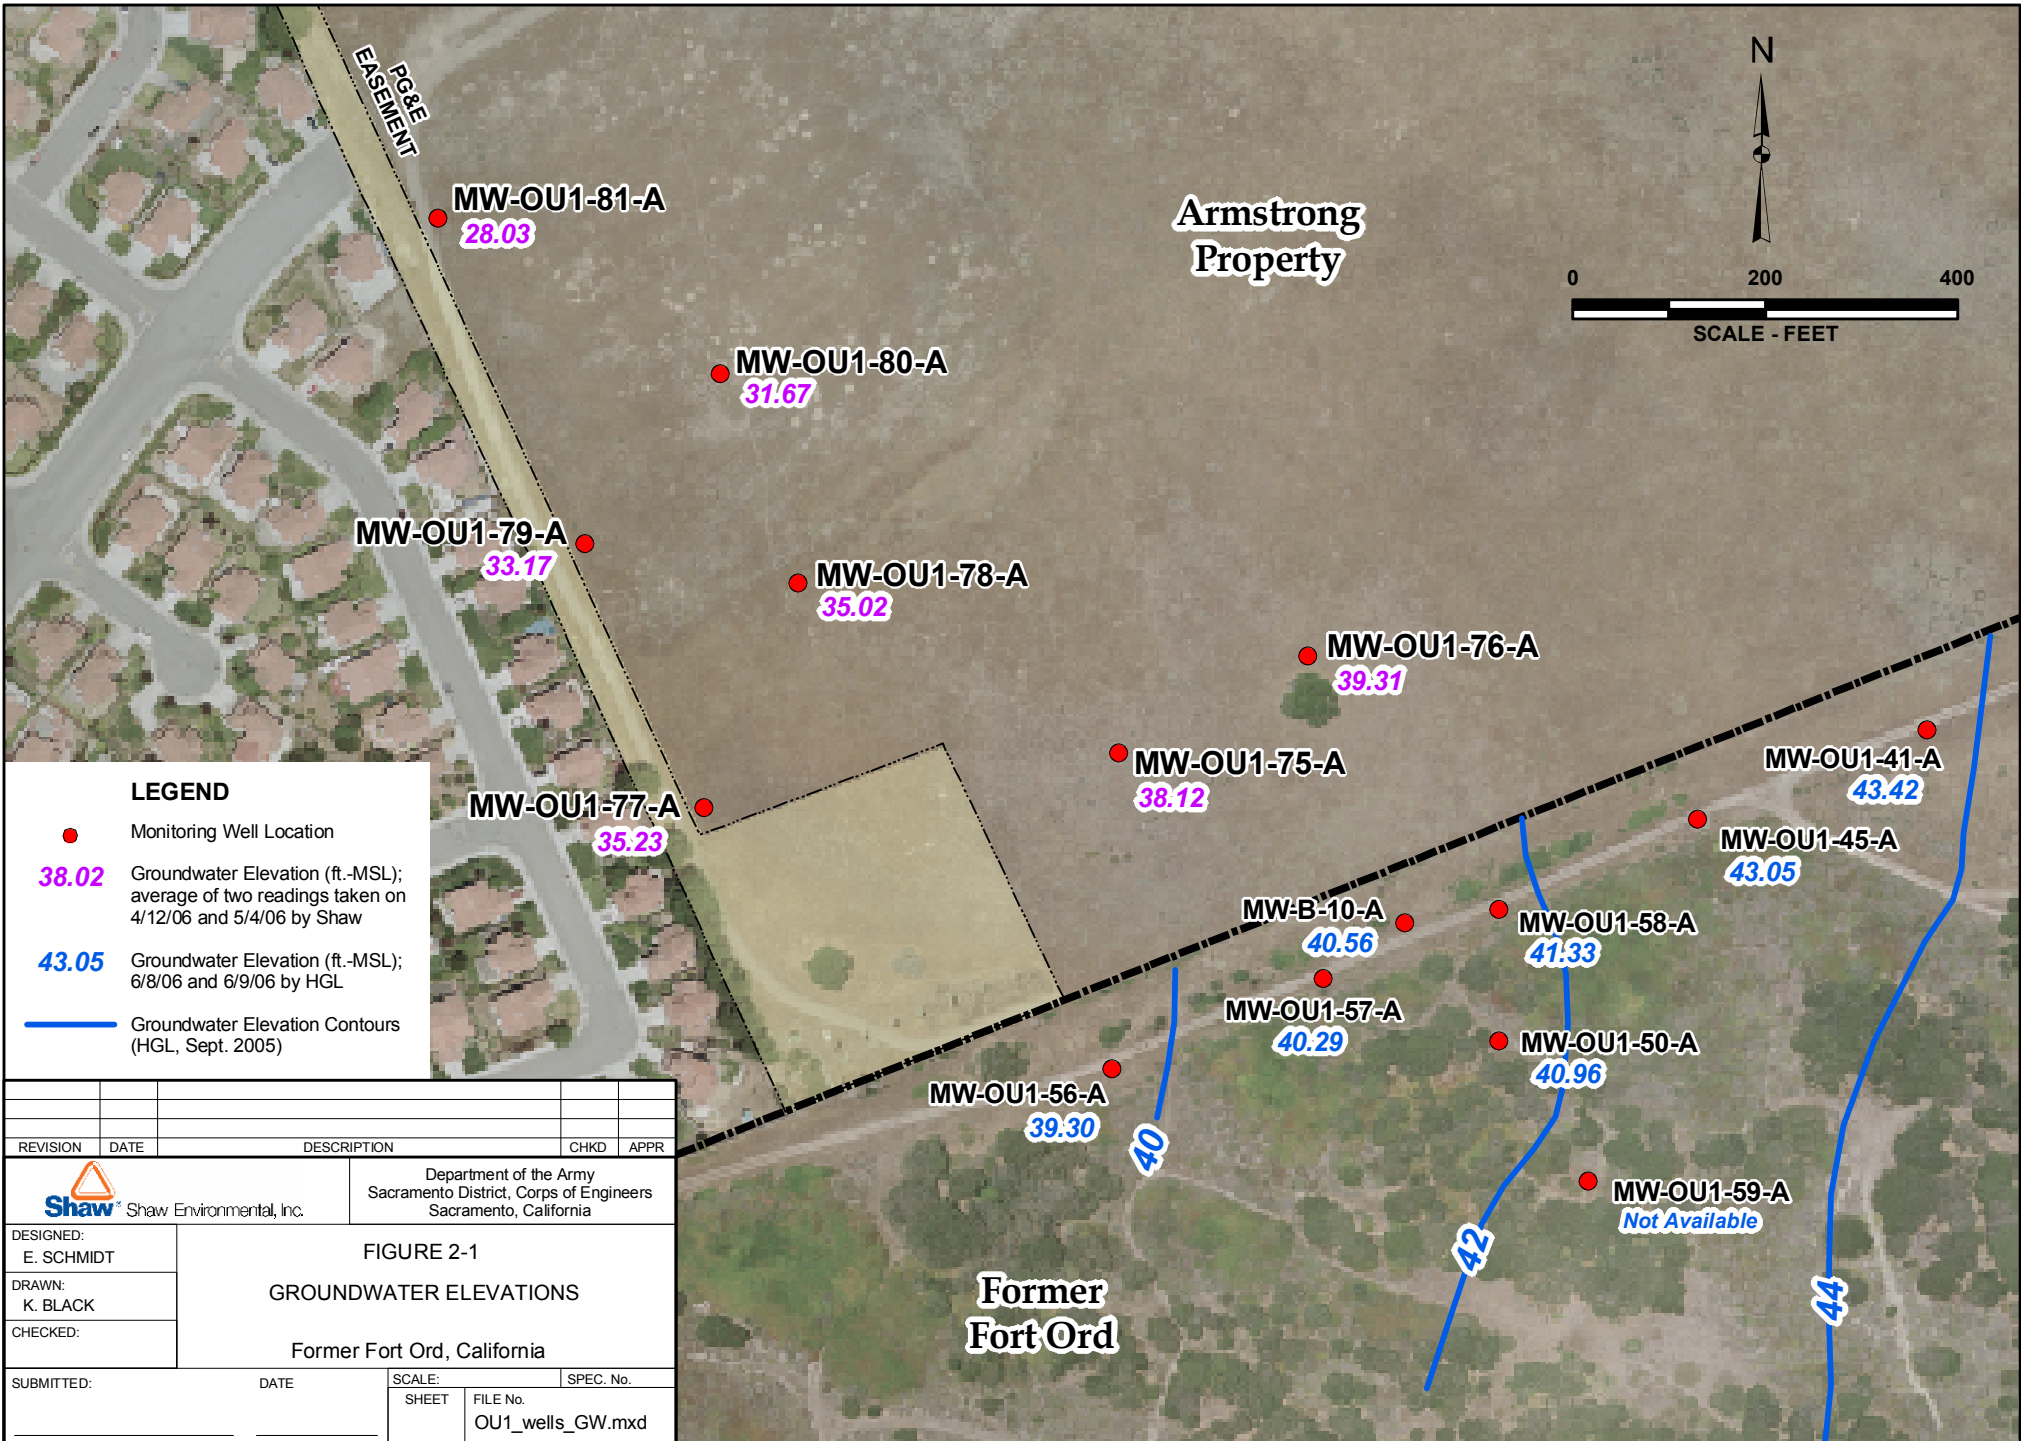 PG&E
EASEMENT
N
MW-OU1-81-A
28.03
Armstrong
Property
0 200 400
SCALE - FEET
MW-OU1-80-A
31.67
MW-OU1-79-A
33.17
MW-OU1-78-A
35.02
MW-OU1-76-A
39.31
MW-OU1-75-A
38.12
MW-OU1-41-A
43.42
MW-OU1-77-A
35.23
MW-OU1-45-A
43.05
MW-B-10-A
40.56
MW-OU1-58-A
41.33
MW-OU1-57-A
40.29
MW-OU1-50-A
40.96
MW-OU1-56-A
39.30
40
MW-OU1-59-A
Not Available
42
44
Former
Fort Ord
LEGEND
Monitoring Well Location
38.02
Groundwater Elevation (ft.-MSL);
average of two readings taken on
4/12/06 and 5/4/06 by Shaw
43.05
Groundwater Elevation (ft.-MSL);
6/8/06 and 6/9/06 by HGL
Groundwater Elevation Contours
(HGL, Sept. 2005)
REVISION DATE DESCRIPTION CHKD APPR
Shaw Shaw Environmental, Inc.
Department of the Army
Sacramento District, Corps of Engineers
Sacramento, California
DESIGNED:
E. SCHMIDT
DRAWN:
K. BLACK
CHECKED:
FIGURE 2-1
GROUNDWATER ELEVATIONS
Former Fort Ord, California
SUBMITTED: DATE
SCALE: SPEC. No.
SHEET FILE No.
OU1_wells_GW.mxd